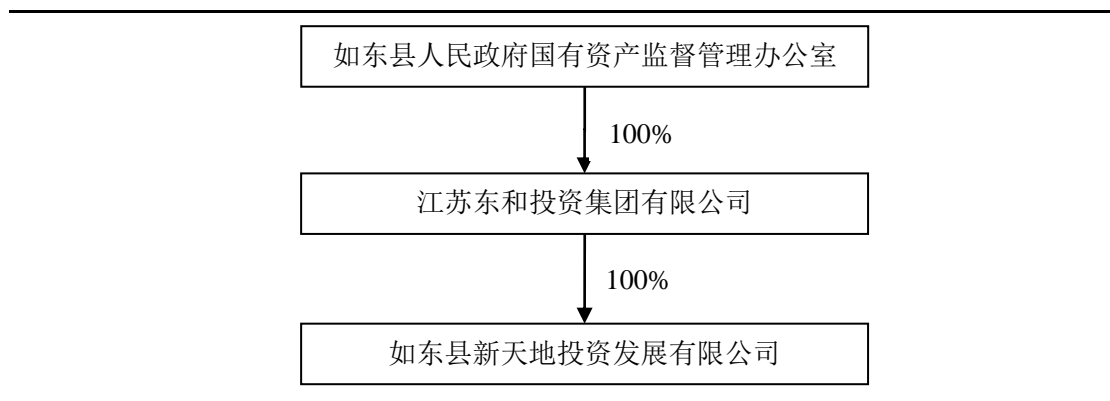 如东县人民政府国有资产监督管理办公室
100%
江苏东和投资集团有限公司
100%
如东县新天地投资发展有限公司